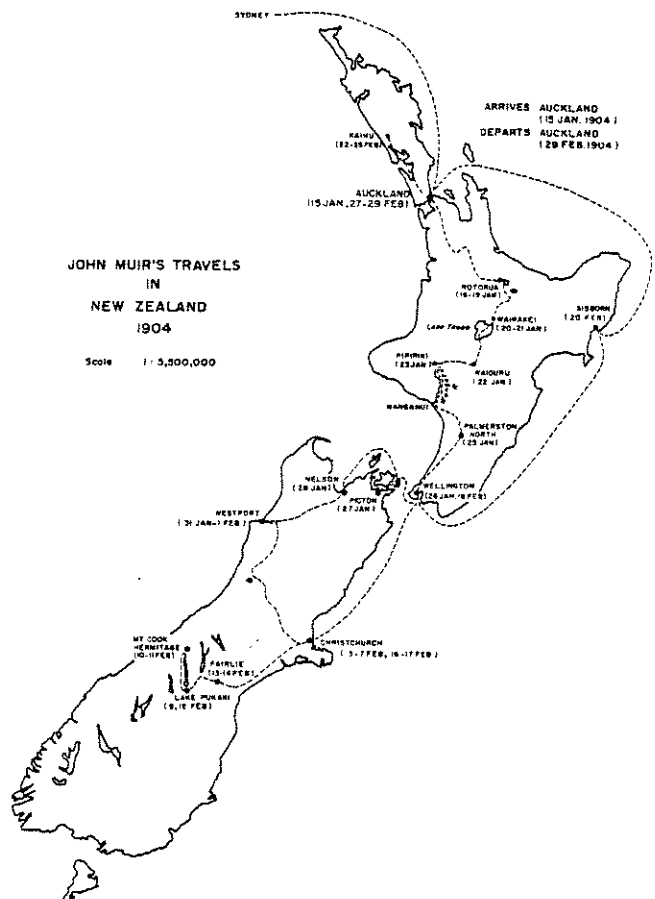 SYDNEY
ARRIVES AUCKLAND
(15 JAN. 1904)
DEPARTS AUCKLAND
(29 FEB. 1904)
KAIHU
(22-25 FEB)
AUCKLAND
(15 JAN, 27-29 FEB)
JOHN MUIR'S TRAVELS
IN
NEW ZEALAND
1904
Scale 1:5,500,000
ROTORUA
(16-19 JAN)
WAIRAKEI
(20-21 JAN)
Lake Taupo
GISBORN
(20 FEB)
PIPIRIKI
(23 JAN)
WAIOURU
(22 JAN)
WANGANUI
PALMERSTON
NORTH
(25 JAN)
NELSON
(28 JAN)
PICTON
(27 JAN)
WELLINGTON
(26 JAN, 18 FEB)
WESTPORT
(31 JAN-1 FEB)
MT COOK
HERMITAGE
(10-11 FEB)
FAIRLIE
(13-14 FEB)
CHRISTCHURCH
(5-7 FEB, 16-17 FEB)
LAKE PUKAKI
(9, 12 FEB)